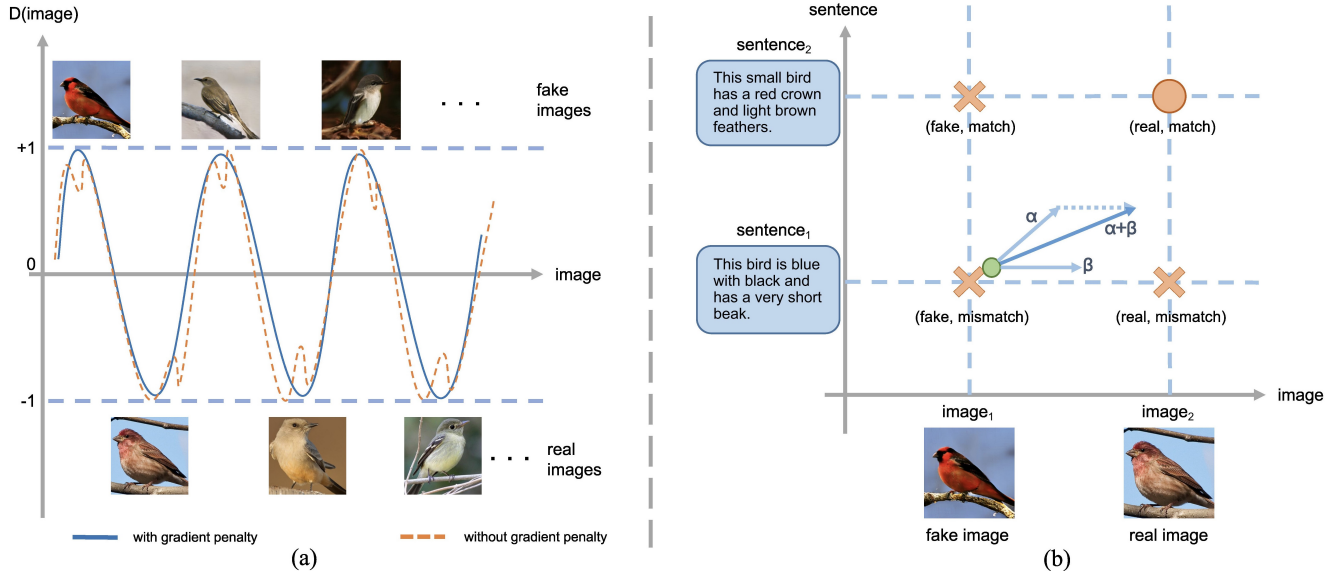 D(image)
fake
images
. . .
+1
0
image
-1
real
images
. . .
with gradient penalty
without gradient penalty
(a)
sentence
sentence₂
This small bird
has a red crown
and light brown
feathers.
(fake, match)
(real, match)
sentence₁
This bird is blue
with black and
has a very short
beak.
α
α+β
β
(fake, mismatch)
(real, mismatch)
image
image₁
image₂
fake image
real image
(b)